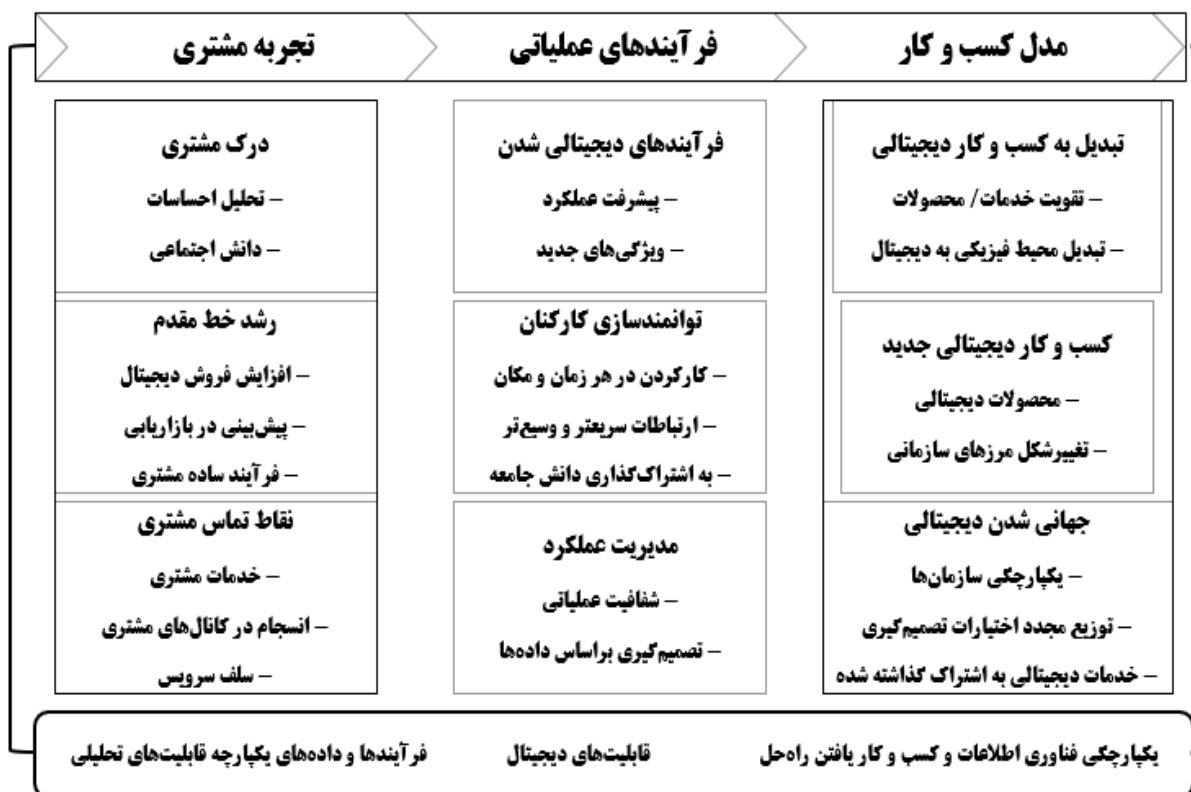 مدل کسب و کار
فرآیندهای عملیاتی
تجربه مشتری
تبدیل به کسب و کار دیجیتالی
– تقویت خدمات/ محصولات
– تبدیل محیط فیزیکی به دیجیتال
کسب و کار دیجیتالی جدید
– محصولات دیجیتالی
– تغییرشکل مرزهای سازمانی
جهانی شدن دیجیتالی
– یکپارچگی سازمان‌ها
– توزیع مجدد اختیارات تصمیم‌گیری
– خدمات دیجیتالی به اشتراک گذاشته شده
فرآیندهای دیجیتالی شدن
– پیشرفت عملکرد
– ویژگی‌های جدید
توانمندسازی کارکنان
– کارکردن در هر زمان و مکان
– ارتباطات سریعتر و وسیع‌تر
– به اشتراک‌گذاری دانش جامعه
مدیریت عملکرد
– شفافیت عملیاتی
– تصمیم‌گیری براساس داده‌ها
درک مشتری
– تحلیل احساسات
– دانش اجتماعی
رشد خط مقدم
– افزایش فروش دیجیتال
– پیش‌بینی در بازاریابی
– فرآیند ساده مشتری
نقاط تماس مشتری
– خدمات مشتری
– انسجام در کانال‌های مشتری
– سلف سرویس
یکپارچگی فناوری اطلاعات و کسب و کار یافتن راه‌حل
قابلیت‌های دیجیتال
فرآیندها و داده‌های یکپارچه قابلیت‌های تحلیلی